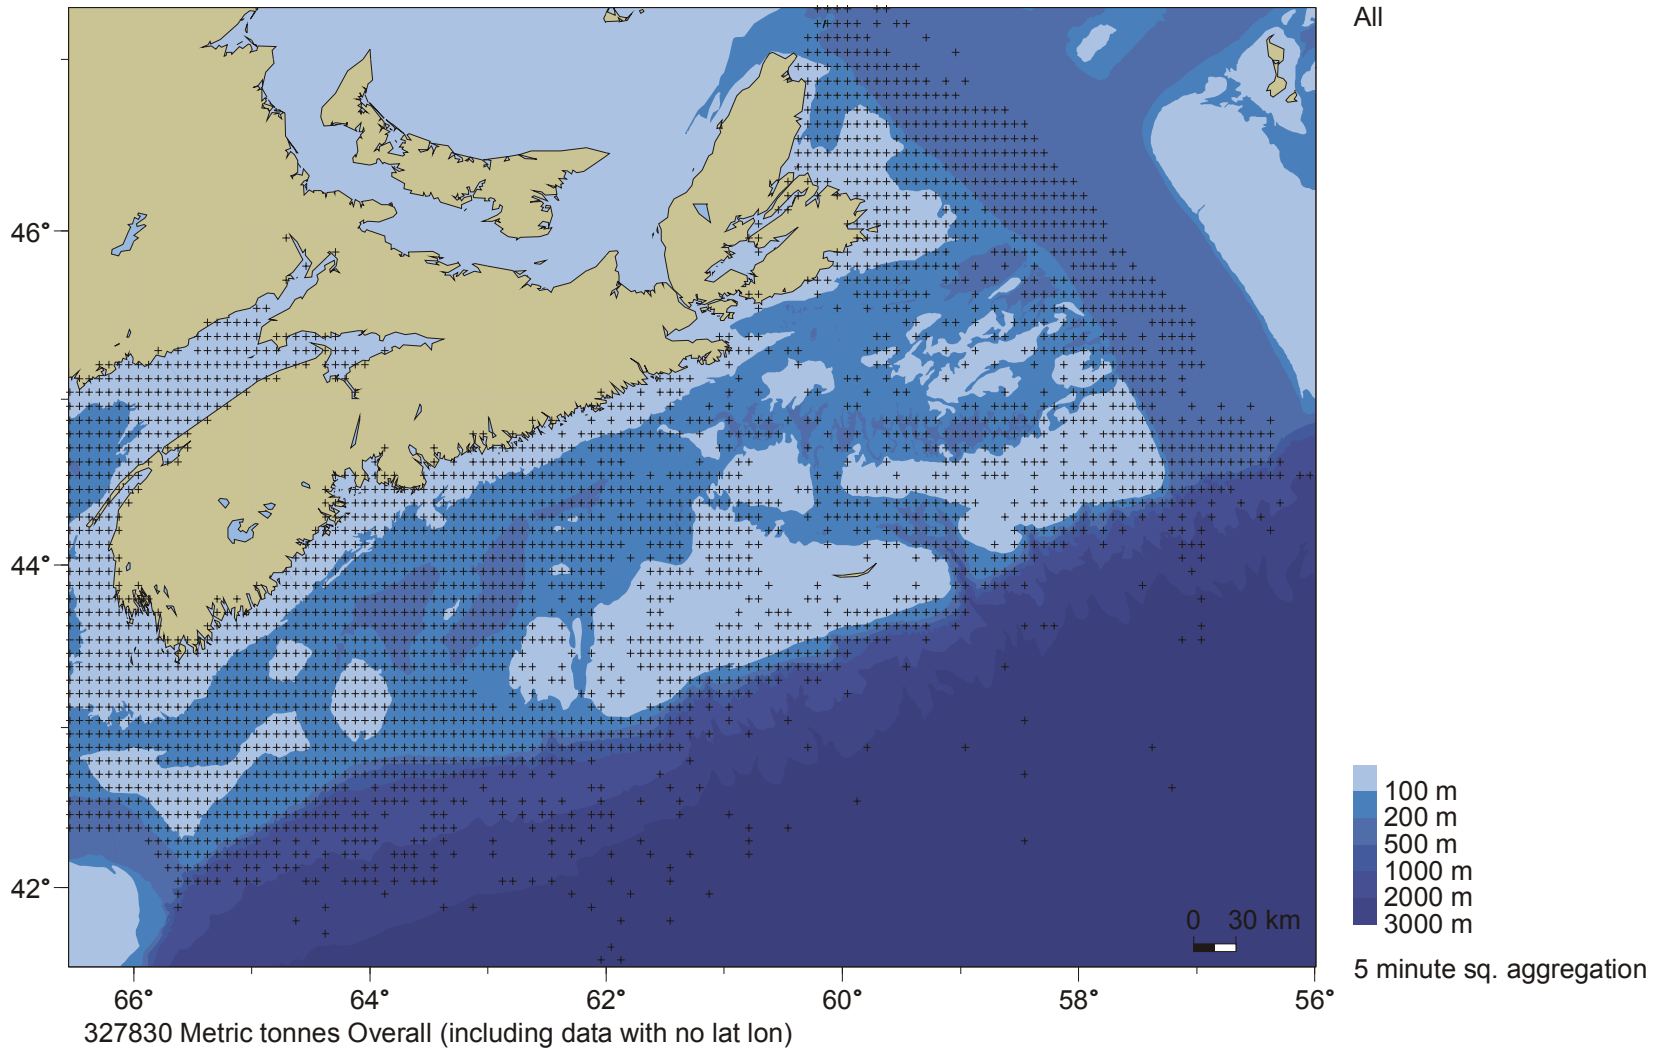 All
46°
44°
42°
100 m
200 m
500 m
1000 m
2000 m
3000 m
0 30 km
5 minute sq. aggregation
66° 64° 62° 60° 58° 56°
327830 Metric tonnes Overall (including data with no lat lon)